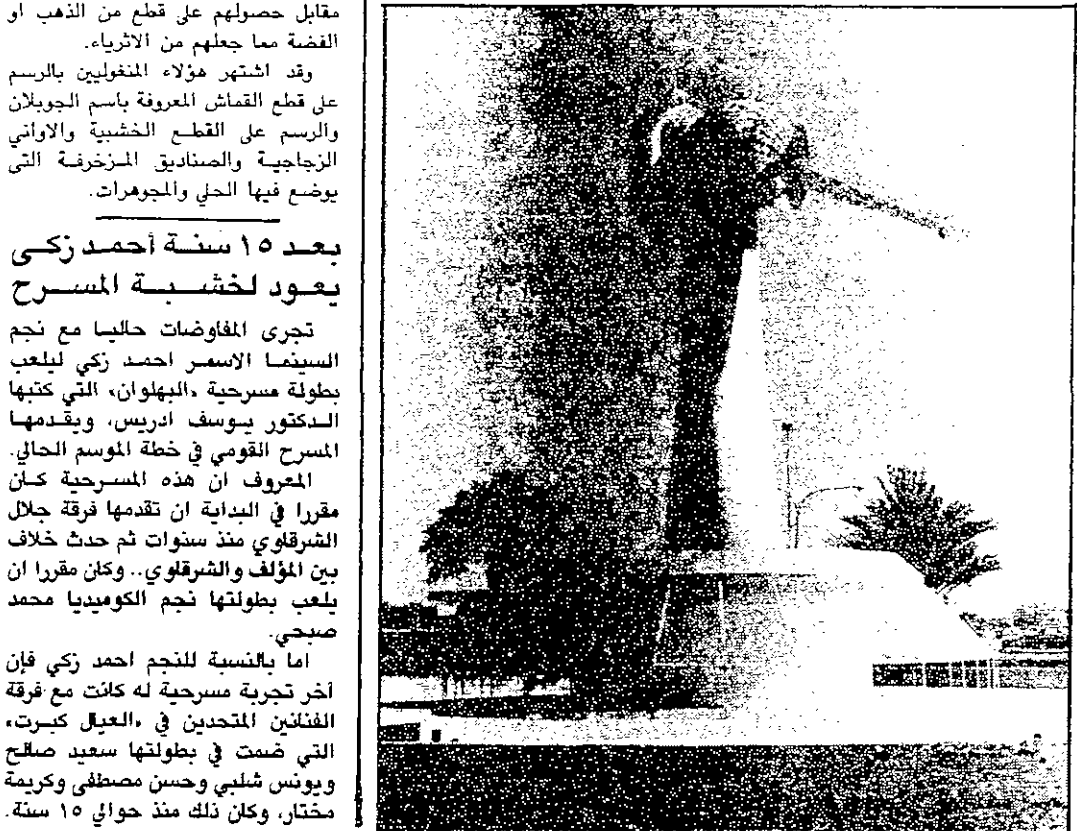 مقابل حصولهم على قطع من الذهب او
الفضة مما جعلهم من الاثرياء.
وقد اشتهر هؤلاء المنغوليين بالرسم
على قطع القماش المعروفة باسم الجوبلان
والرسم على القطع الخشبية والاواني
الزجاجية والصناديق المزخرفة التي
يوضع فيها الحلي والمجوهرات.
بعد ١٥ سنة أحمد زكى
يعود لخشبة المسرح
تجرى المفاوضات حاليا مع نجم
السينما الاسمر احمد زكي ليلعب
بطولة مسرحية «البهلوان» التي كتبها
الدكتور يوسف ادريس، ويقدمها
المسرح القومي في خطة الموسم الحالي.
المعروف ان هذه المسرحية كان
مقررا في البداية ان تقدمها فرقة جلال
الشرقاوي منذ سنوات ثم حدث خلاف
بين المؤلف والشرقاوي.. وكان مقررا ان
يلعب بطولتها نجم الكوميديا محمد
صبحي.
اما بالنسبة للنجم احمد زكي فإن
آخر تجربة مسرحية له كانت مع فرقة
الفنانين المتحدين في «العيال كبرت»
التي ضمت في بطولتها سعيد صالح
ويونس شلبي وحسن مصطفى وكريمة
مختار، وكان ذلك منذ حوالي ١٥ سنة.